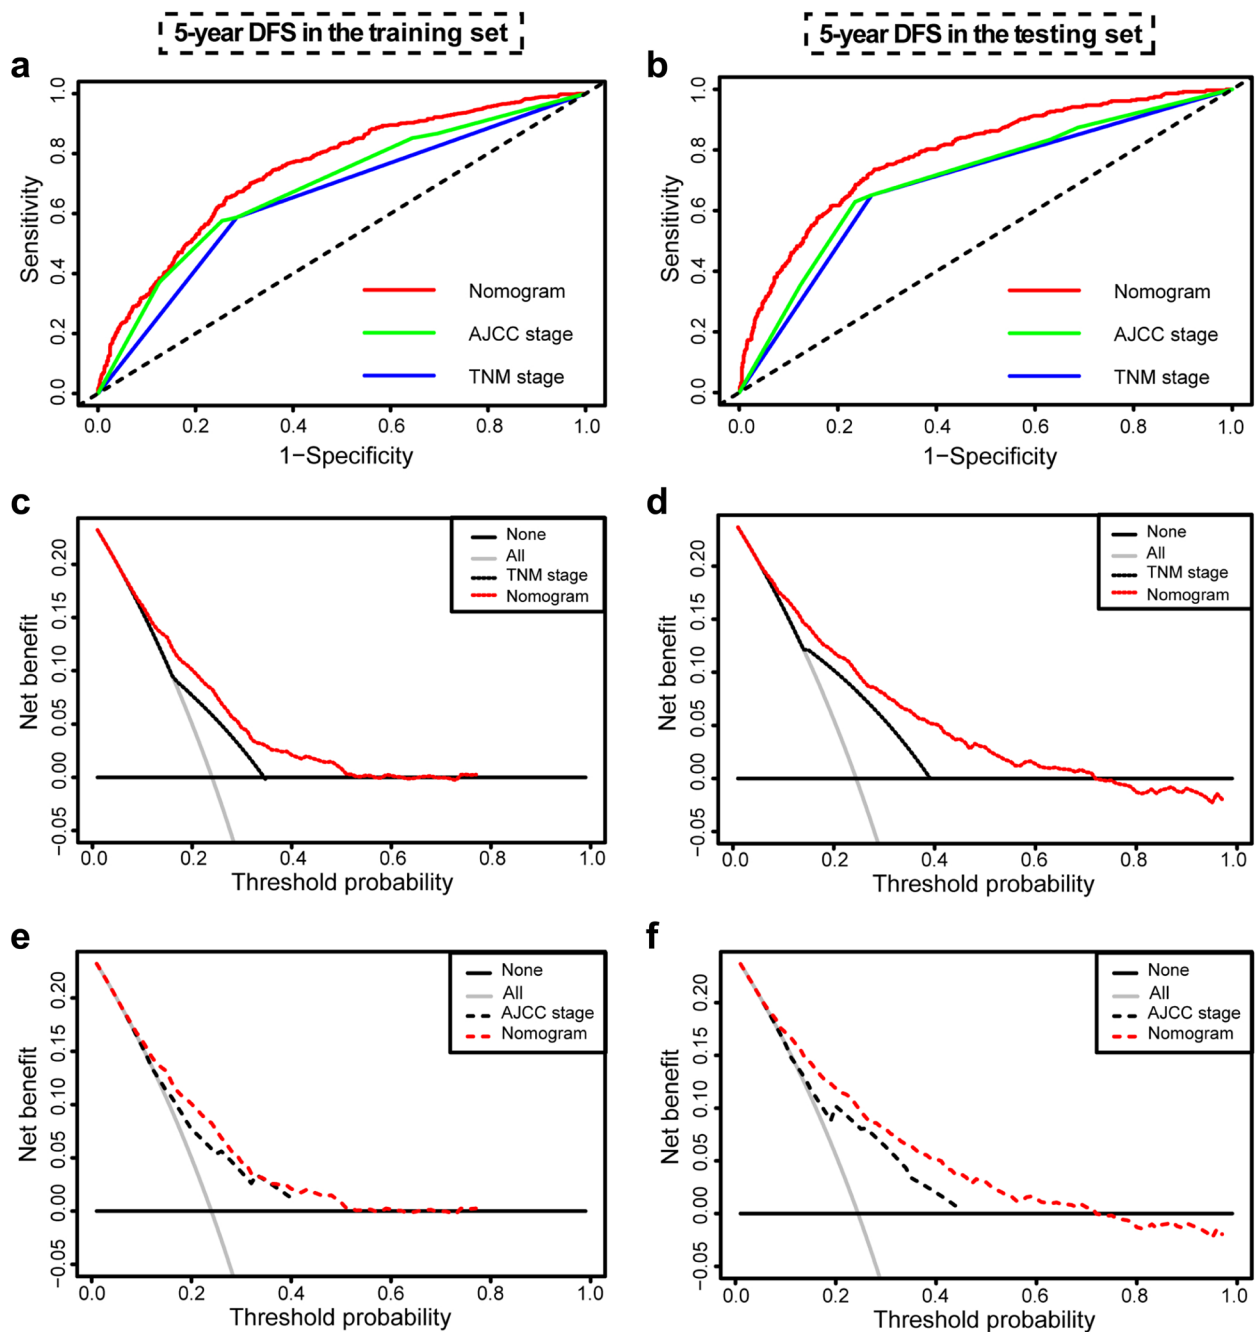 5-year DFS in the training set
5-year DFS in the testing set
a
1.0
0.8
0.6
0.4
0.2
0.0
Sensitivity
Nomogram
AJCC stage
TNM stage
0.0 0.2 0.4 0.6 0.8 1.0
1−Specificity
b
1.0
0.8
0.6
0.4
0.2
0.0
Sensitivity
Nomogram
AJCC stage
TNM stage
0.0 0.2 0.4 0.6 0.8 1.0
1−Specificity
c
0.20
0.15
0.10
0.05
0.00
−0.05
Net benefit
None
All
TNM stage
Nomogram
0.0 0.2 0.4 0.6 0.8 1.0
Threshold probability
d
0.20
0.15
0.10
0.05
0.00
−0.05
Net benefit
None
All
TNM stage
Nomogram
0.0 0.2 0.4 0.6 0.8 1.0
Threshold probability
e
0.20
0.15
0.10
0.05
0.00
−0.05
Net benefit
None
All
AJCC stage
Nomogram
0.0 0.2 0.4 0.6 0.8 1.0
Threshold probability
f
0.20
0.15
0.10
0.05
0.00
−0.05
Net benefit
None
All
AJCC stage
Nomogram
0.0 0.2 0.4 0.6 0.8 1.0
Threshold probability